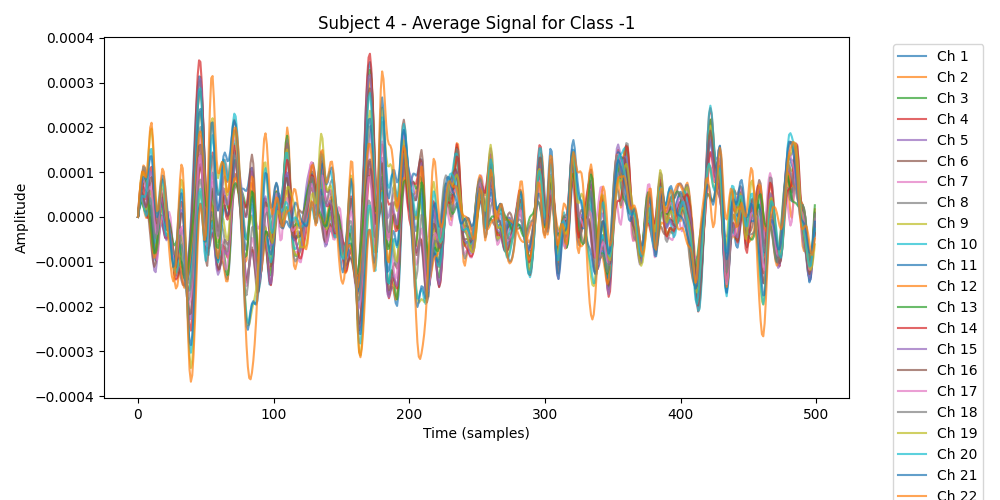 Subject 4 - Average Signal for Class -1
Amplitude
0.0004
0.0003
0.0002
0.0001
0.0000
−0.0001
−0.0002
−0.0003
−0.0004
0
100
200
300
400
500
Time (samples)
Ch 1
Ch 2
Ch 3
Ch 4
Ch 5
Ch 6
Ch 7
Ch 8
Ch 9
Ch 10
Ch 11
Ch 12
Ch 13
Ch 14
Ch 15
Ch 16
Ch 17
Ch 18
Ch 19
Ch 20
Ch 21
Ch 22